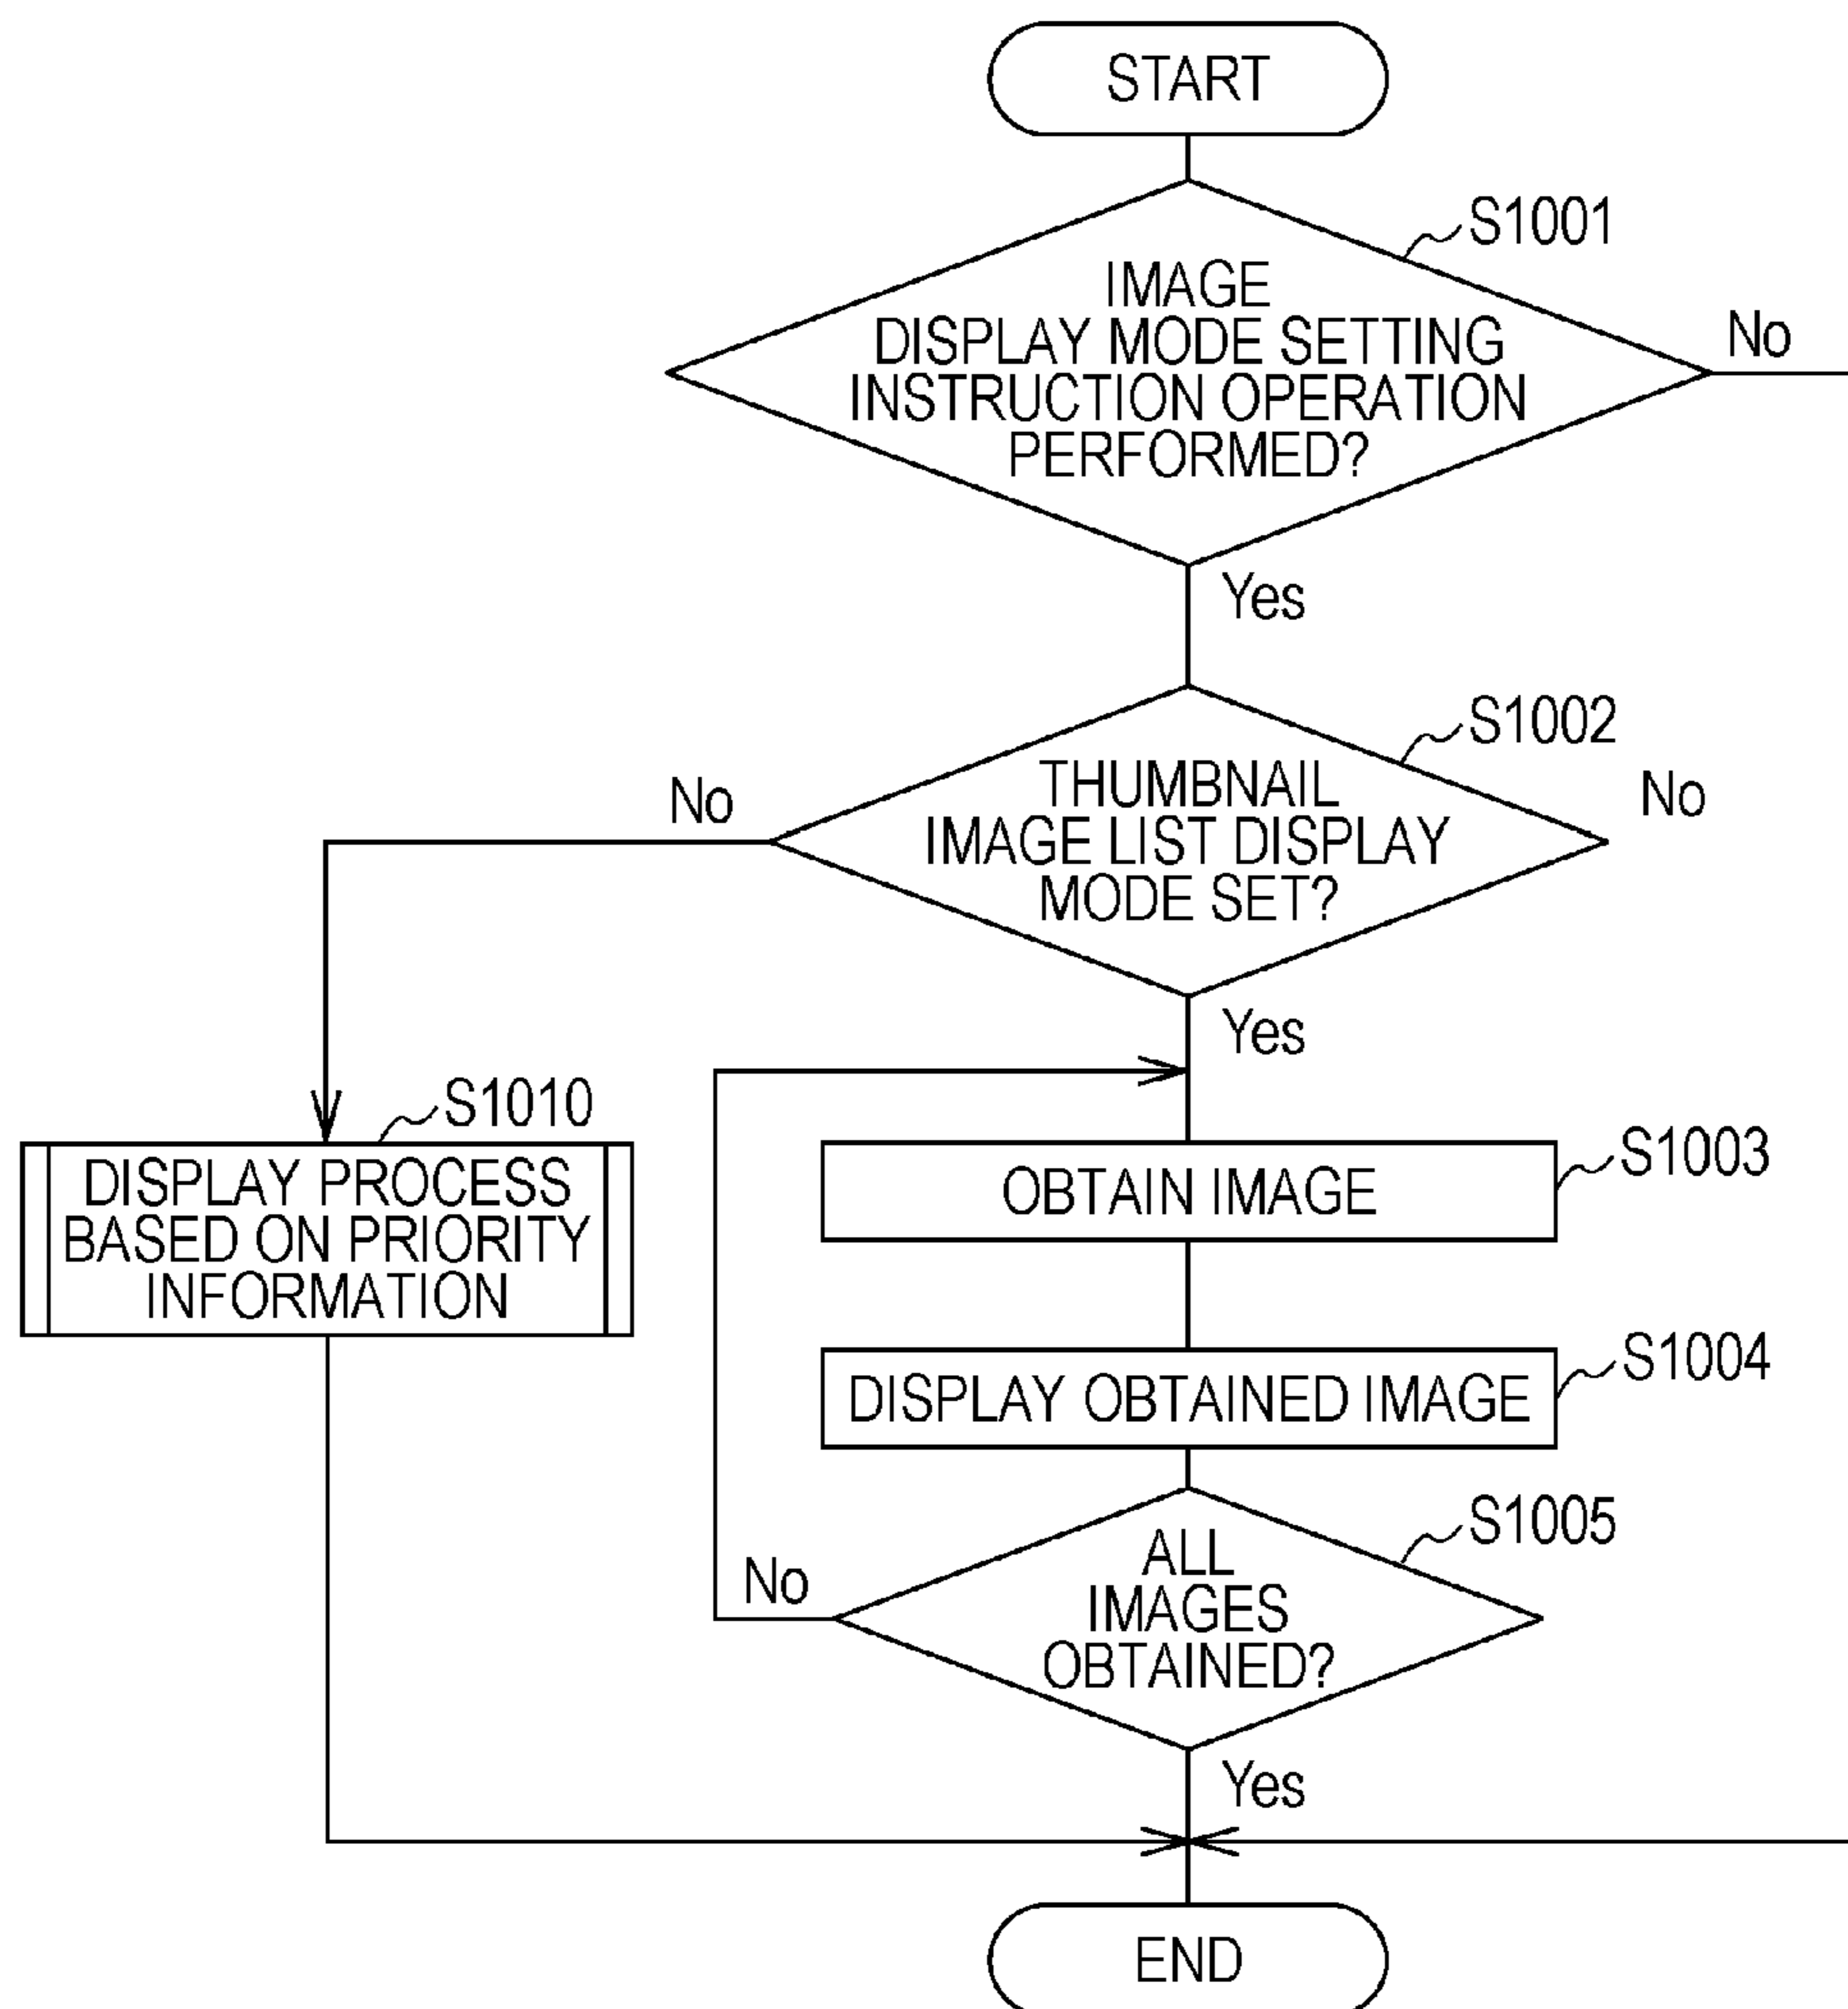 START
S1001
IMAGE
DISPLAY MODE SETTING
INSTRUCTION OPERATION
PERFORMED?
No
Yes
S1002
THUMBNAIL
IMAGE LIST DISPLAY
MODE SET?
No
No
Yes
S1010
DISPLAY PROCESS
BASED ON PRIORITY
INFORMATION
S1003
OBTAIN IMAGE
S1004
DISPLAY OBTAINED IMAGE
S1005
ALL
IMAGES
OBTAINED?
No
Yes
END